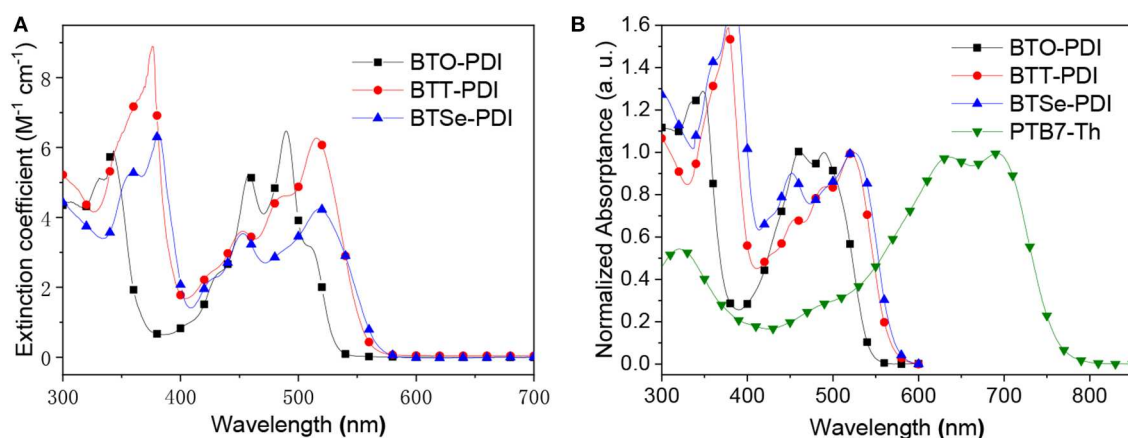 A
Extinction coefficient (M⁻¹ cm⁻¹)
8
6
4
2
0
BTO-PDI
BTT-PDI
BTSe-PDI
300 400 500 600 700
Wavelength (nm)
B
Normalized Absorptance (a. u.)
1.6
1.4
1.2
1.0
0.8
0.6
0.4
0.2
0.0
BTO-PDI
BTT-PDI
BTSe-PDI
PTB7-Th
300 400 500 600 700 800
Wavelength (nm)